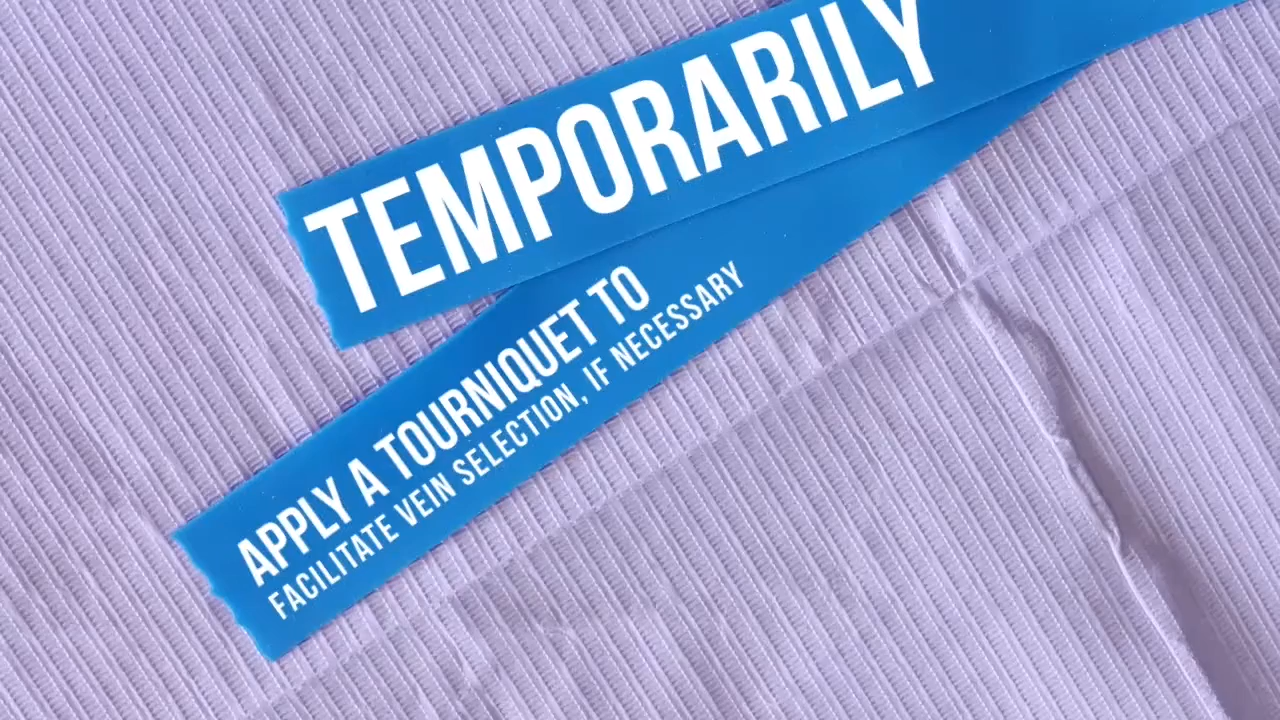 TEMPORARILY
APPLY A TOURNIQUET TO
FACILITATE VEIN SELECTION, IF NECESSARY